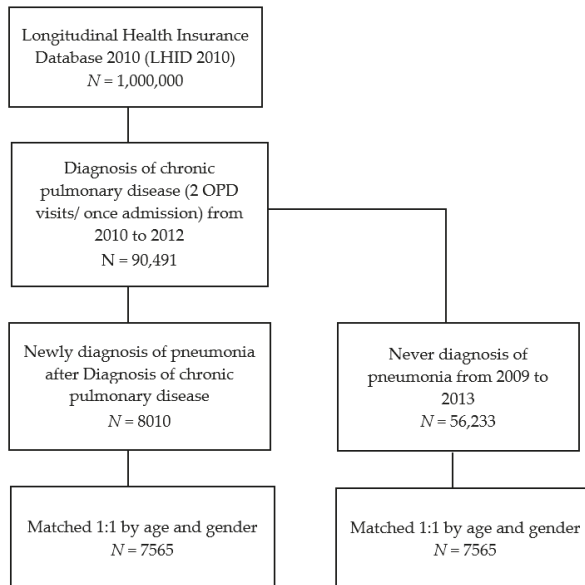 Longitudinal Health Insurance
Database 2010 (LHID 2010)
N = 1,000,000
Diagnosis of chronic
pulmonary disease (2 OPD
visits/ once admission) from
2010 to 2012
N = 90,491
Newly diagnosis of pneumonia
after Diagnosis of chronic
pulmonary disease
N = 8010
Never diagnosis of
pneumonia from 2009 to
2013
N = 56,233
Matched 1:1 by age and gender
N = 7565
Matched 1:1 by age and gender
N = 7565